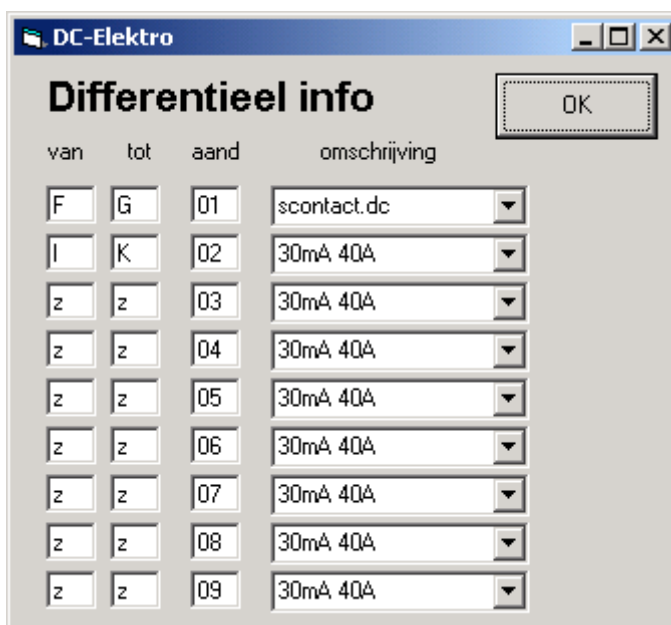 DC-Elektro
Differentieel info OK
van tot aand omschrijving
F G 01 scontact.dc
I K 02 30mA 40A
z z 03 30mA 40A
z z 04 30mA 40A
z z 05 30mA 40A
z z 06 30mA 40A
z z 07 30mA 40A
z z 08 30mA 40A
z z 09 30mA 40A